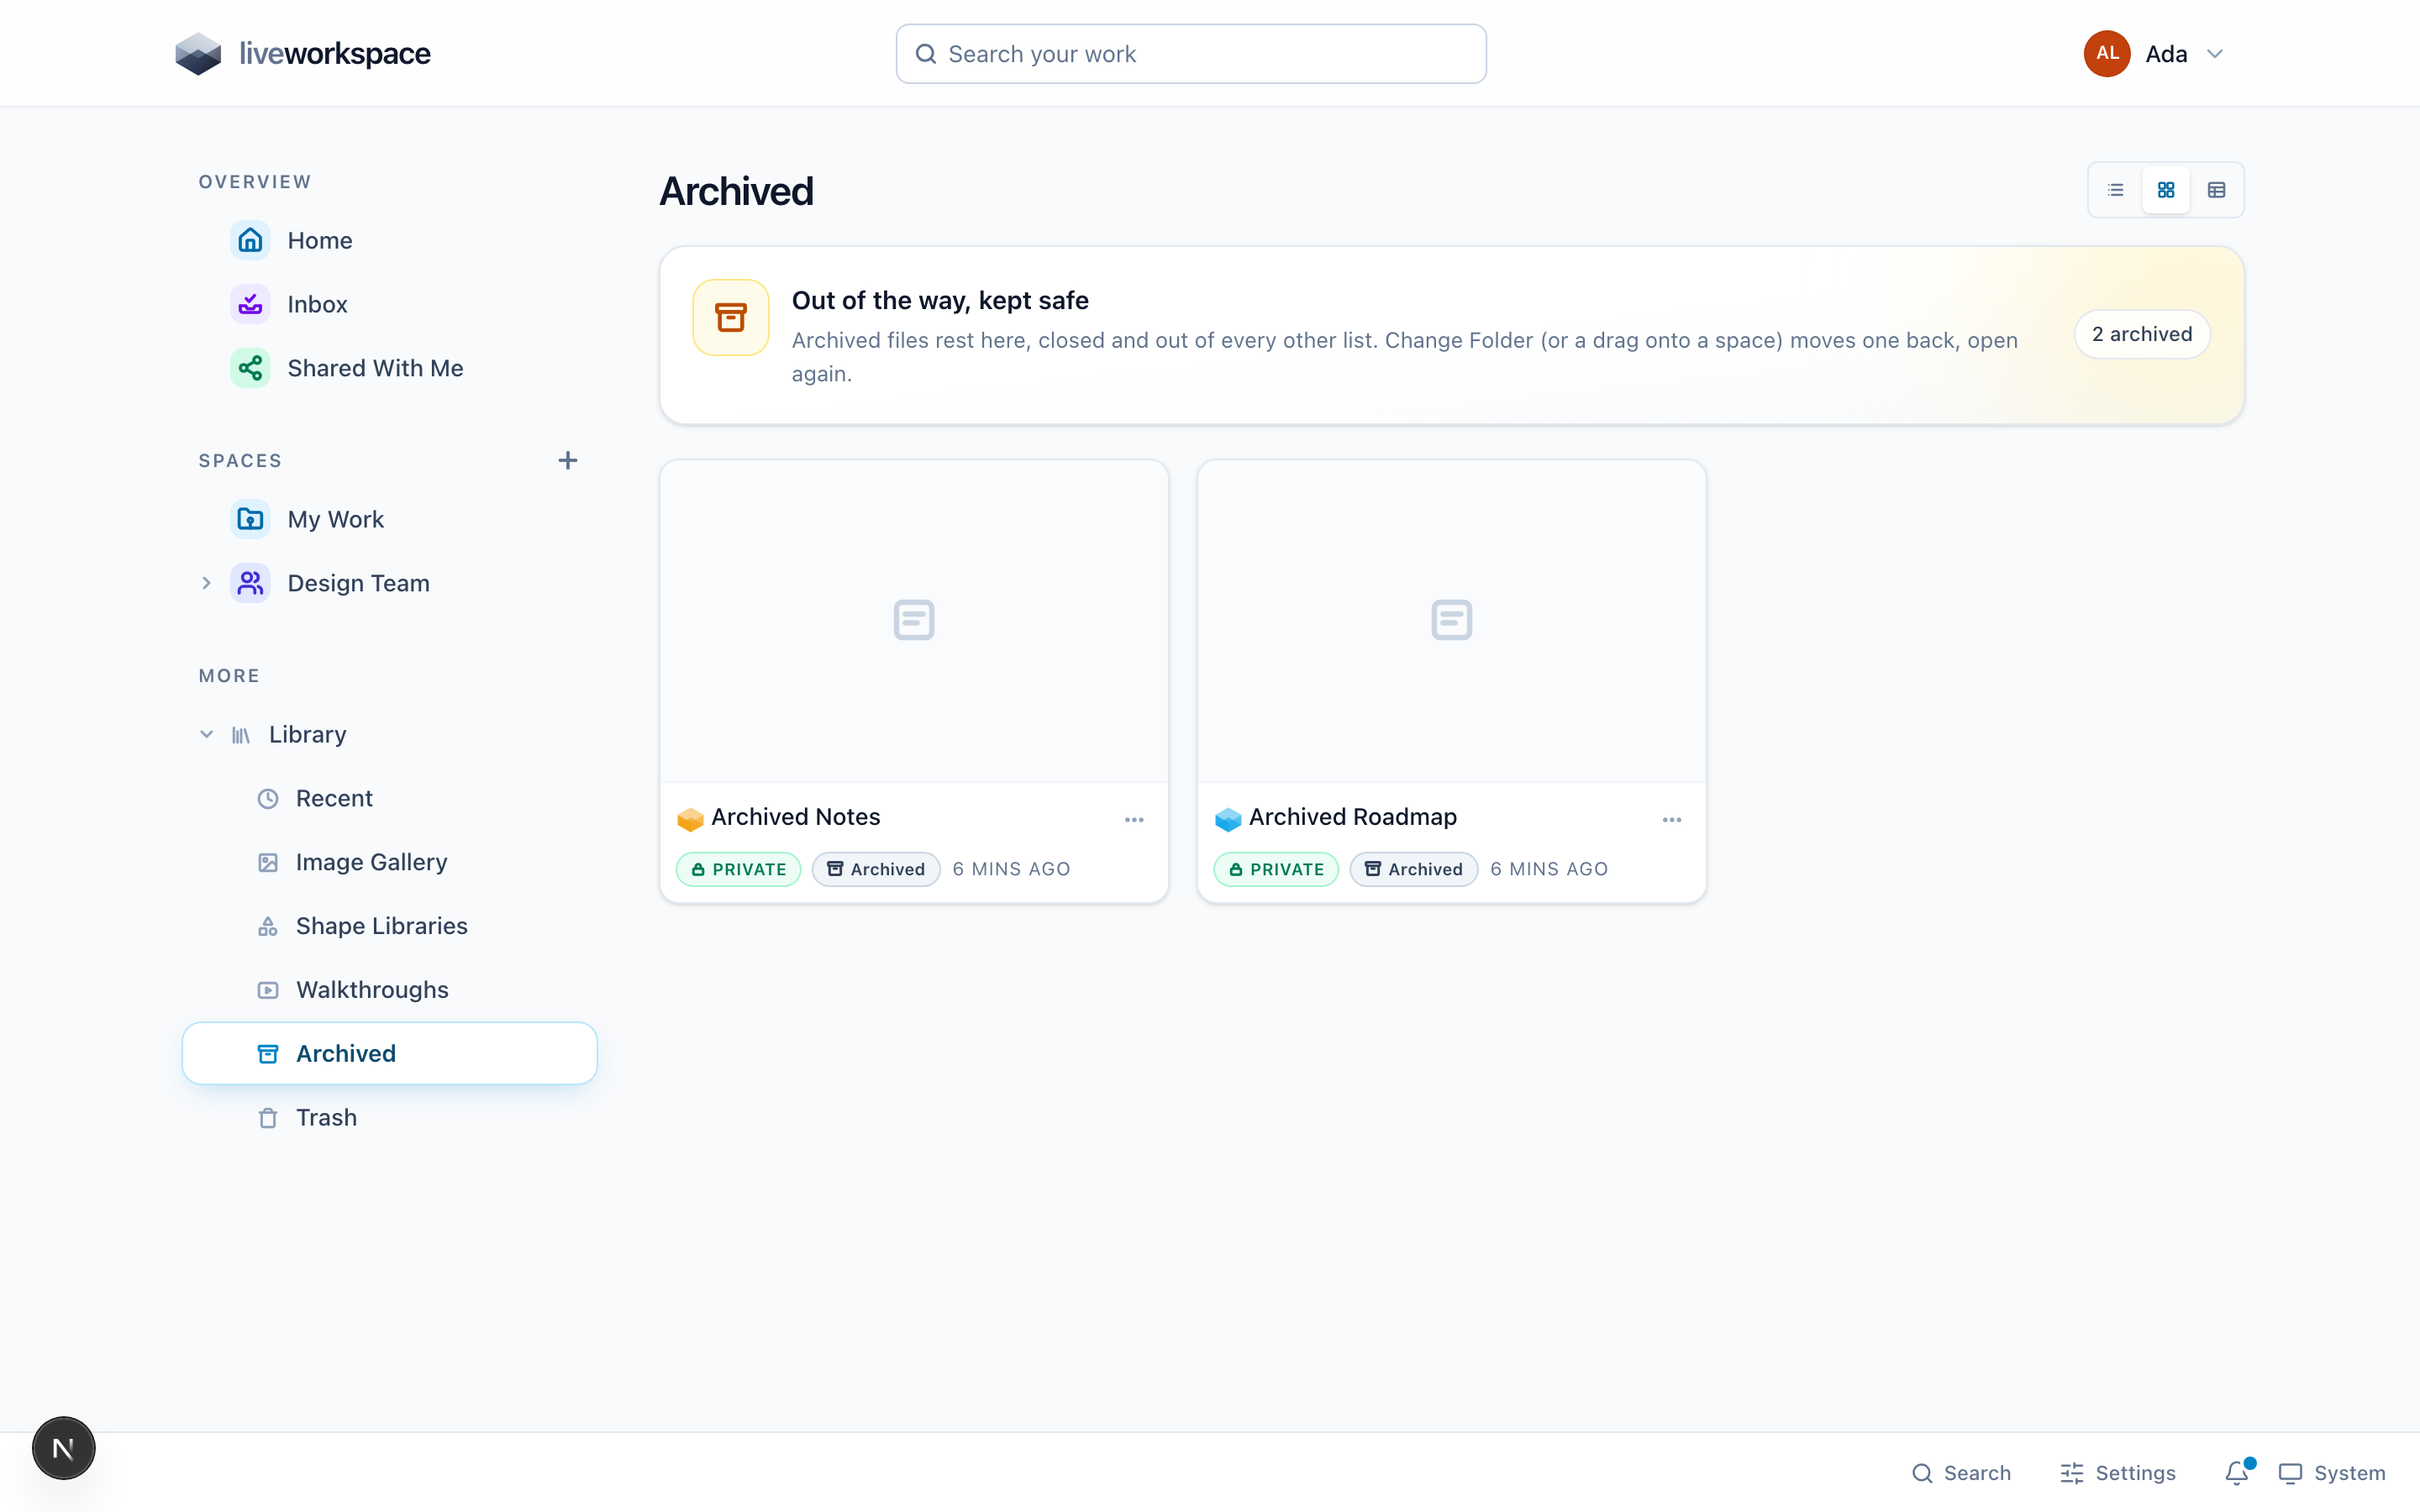 liveworkspace
Search your work
AL
Ada
OVERVIEW
Home
Inbox
Shared With Me
SPACES
My Work
Design Team
MORE
Library
Recent
Image Gallery
Shape Libraries
Walkthroughs
Archived
Trash
Archived
Out of the way, kept safe
Archived files rest here, closed and out of every other list. Change Folder (or a drag onto a space) moves one back, open
again.
2 archived
Archived Notes
PRIVATE Archived 6 MINS AGO
Archived Roadmap
PRIVATE Archived 6 MINS AGO
N
Search
Settings
System